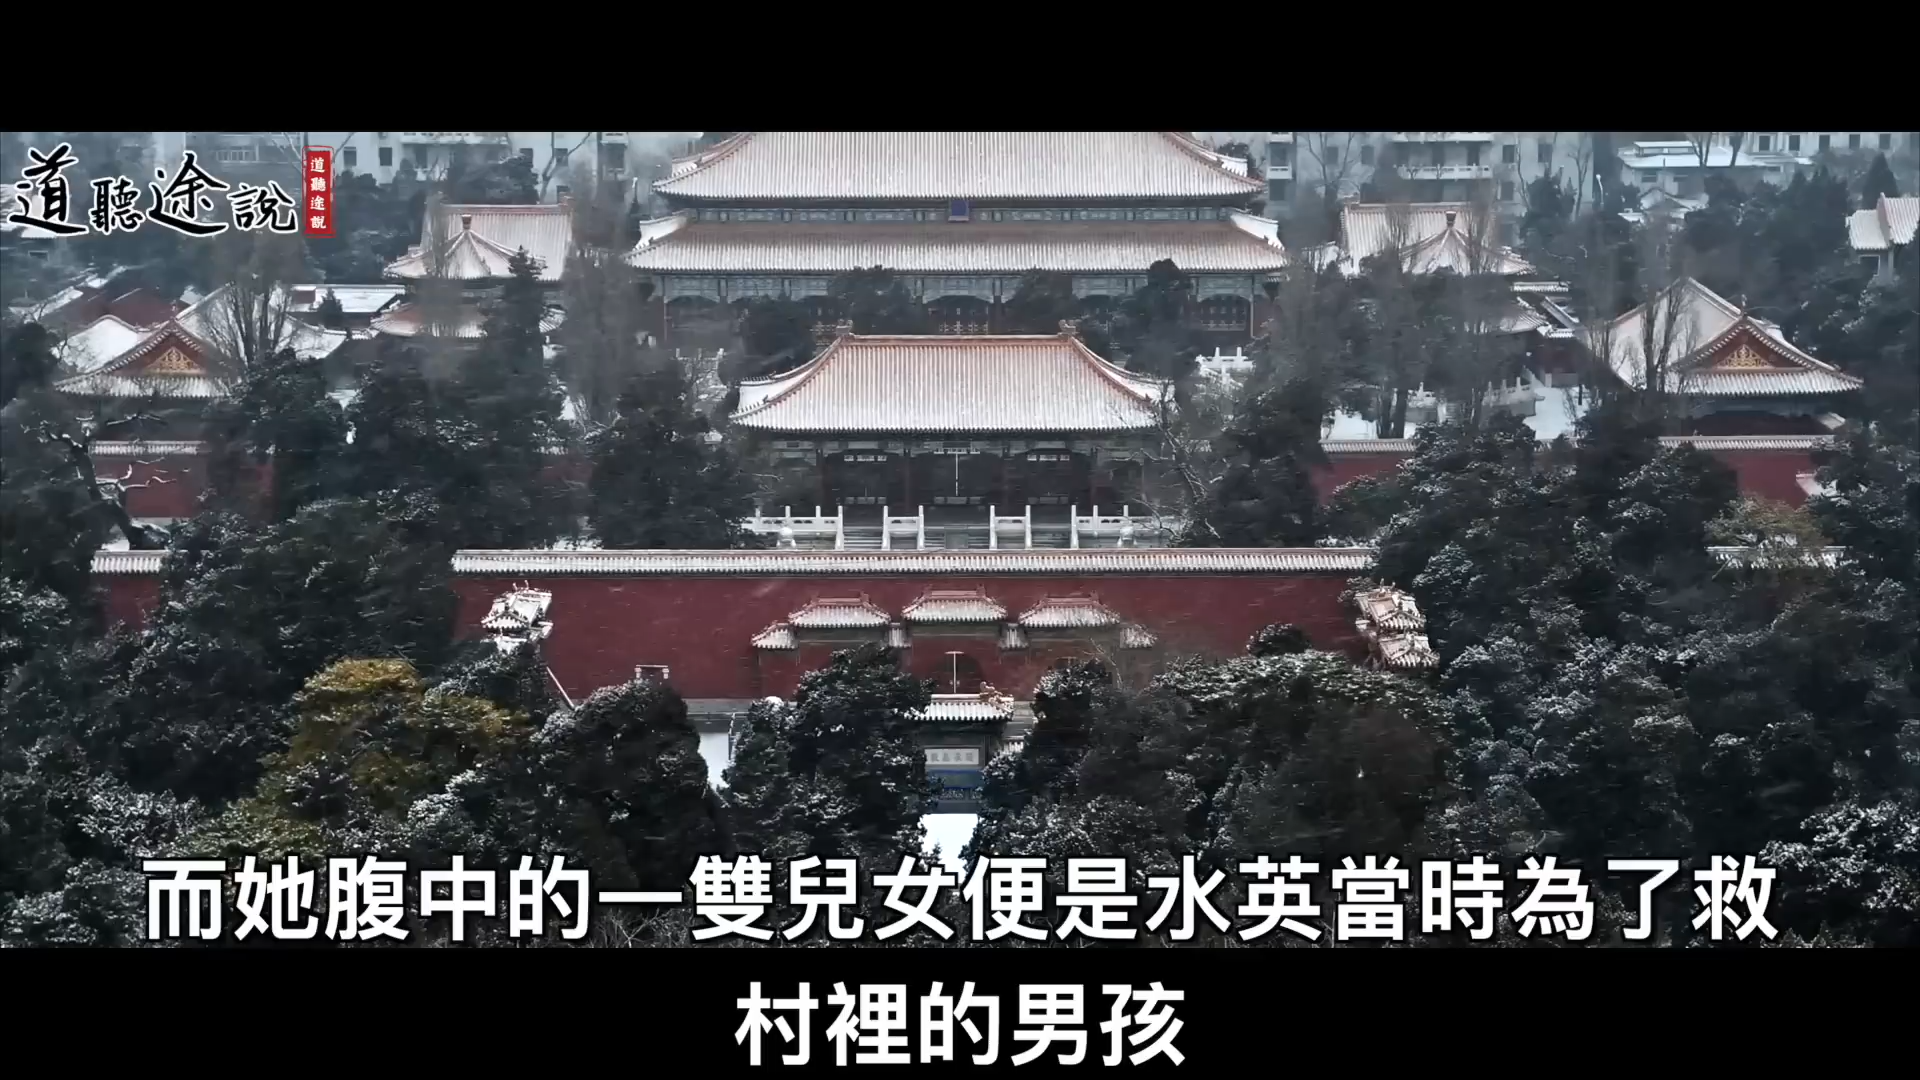 道聽途說
道聽途說
而她腹中的一雙兒女便是水英當時為了救
村裡的男孩